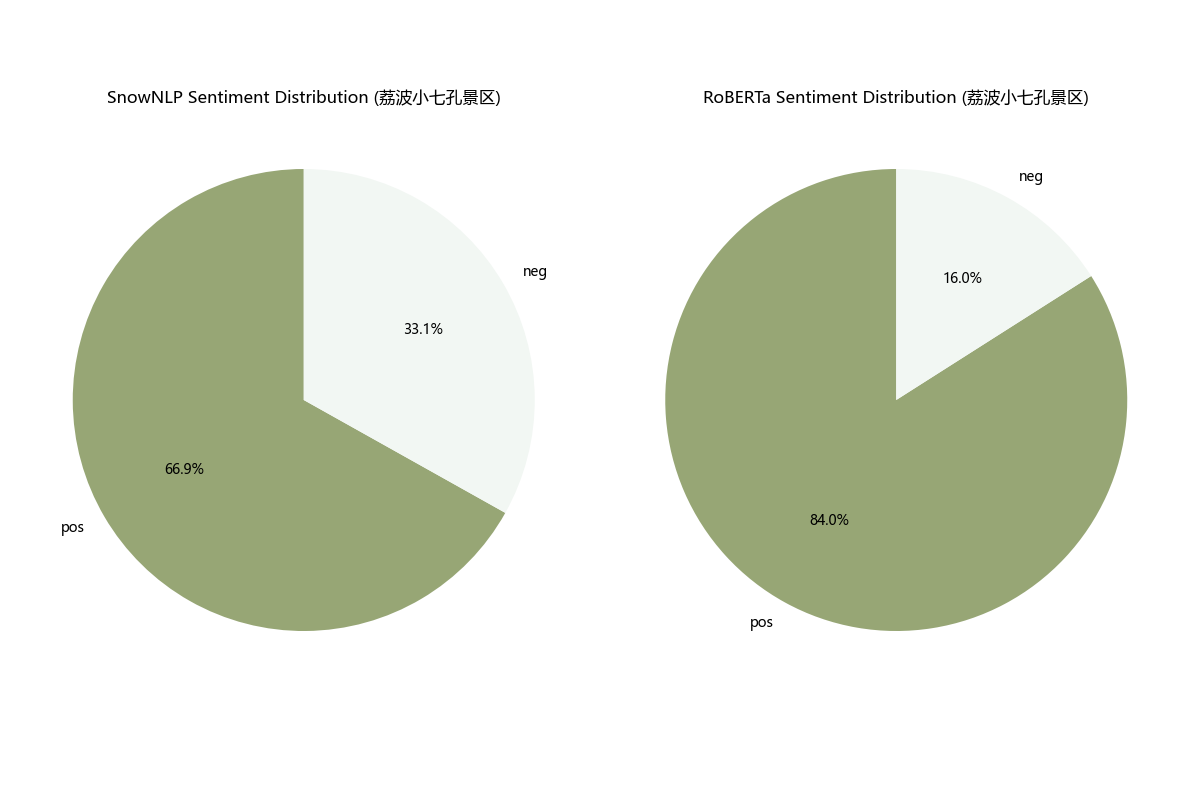 SnowNLP Sentiment Distribution (荔波小七孔景区)
neg
33.1%
66.9%
pos
RoBERTa Sentiment Distribution (荔波小七孔景区)
neg
16.0%
84.0%
pos